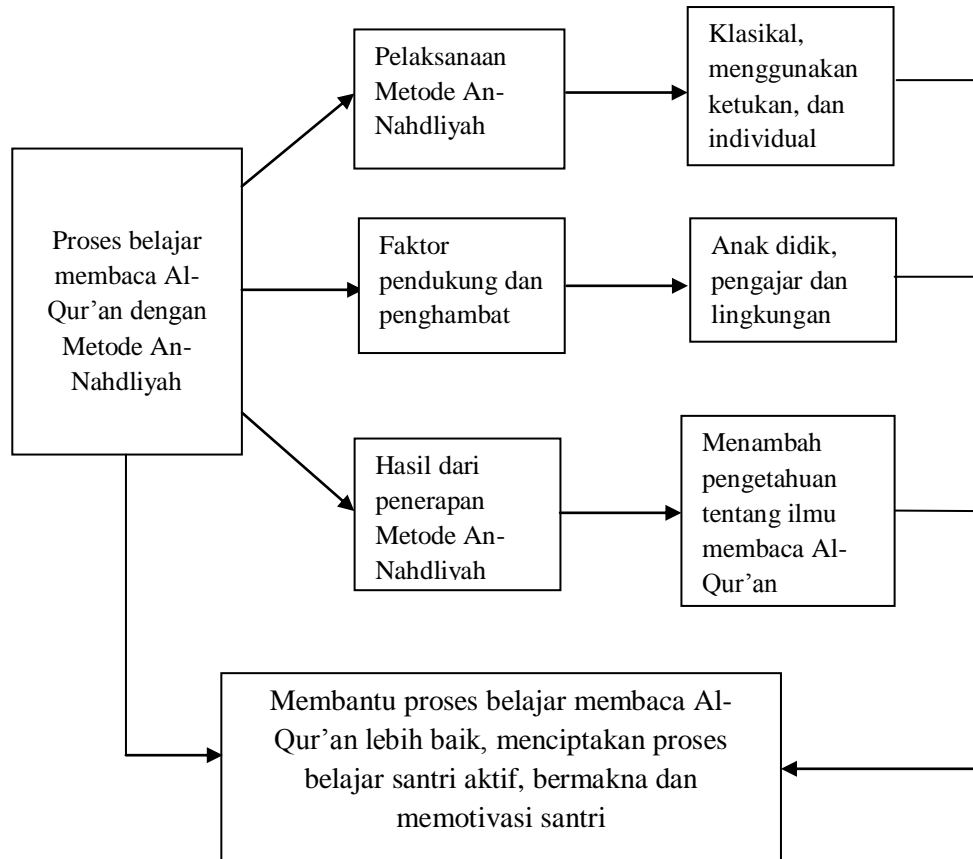 Pelaksanaan
Metode An-
Nahdliyah
Klasikal,
menggunakan
ketukan, dan
individual
Proses belajar
membaca Al-
Qur’an dengan
Metode An-
Nahdliyah
Faktor
pendukung dan
penghambat
Anak didik,
pengajar dan
lingkungan
Hasil dari
penerapan
Metode An-
Nahdliyah
Menambah
pengetahuan
tentang ilmu
membaca Al-
Qur’an
Membantu proses belajar membaca Al-
Qur’an lebih baik, menciptakan proses
belajar santri aktif, bermakna dan
memotivasi santri